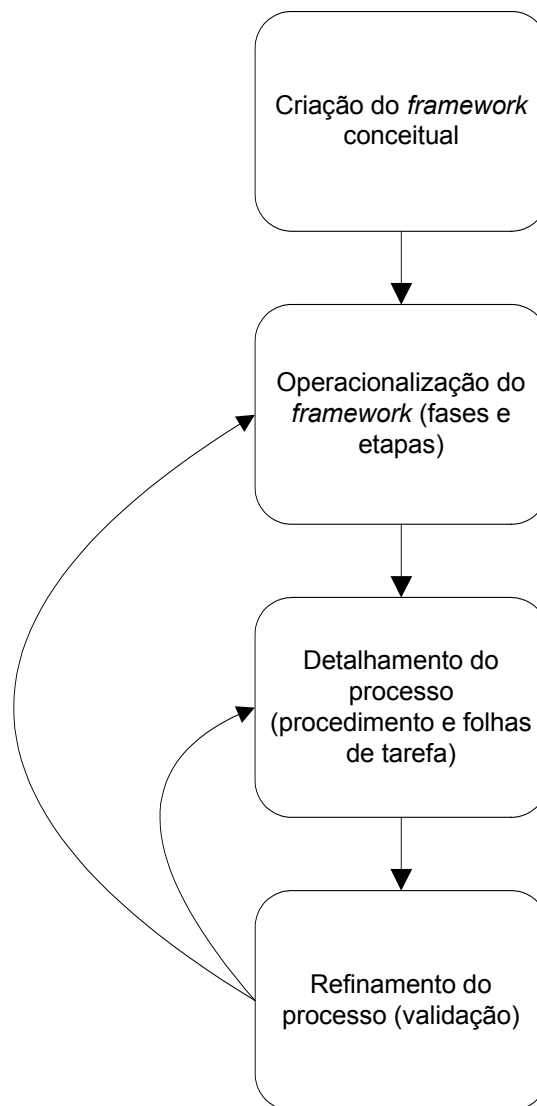 Criação do framework
conceitual
Operacionalização do
framework (fases e
etapas)
Detalhamento do
processo
(procedimento e folhas
de tarefa)
Refinamento do
processo (validação)